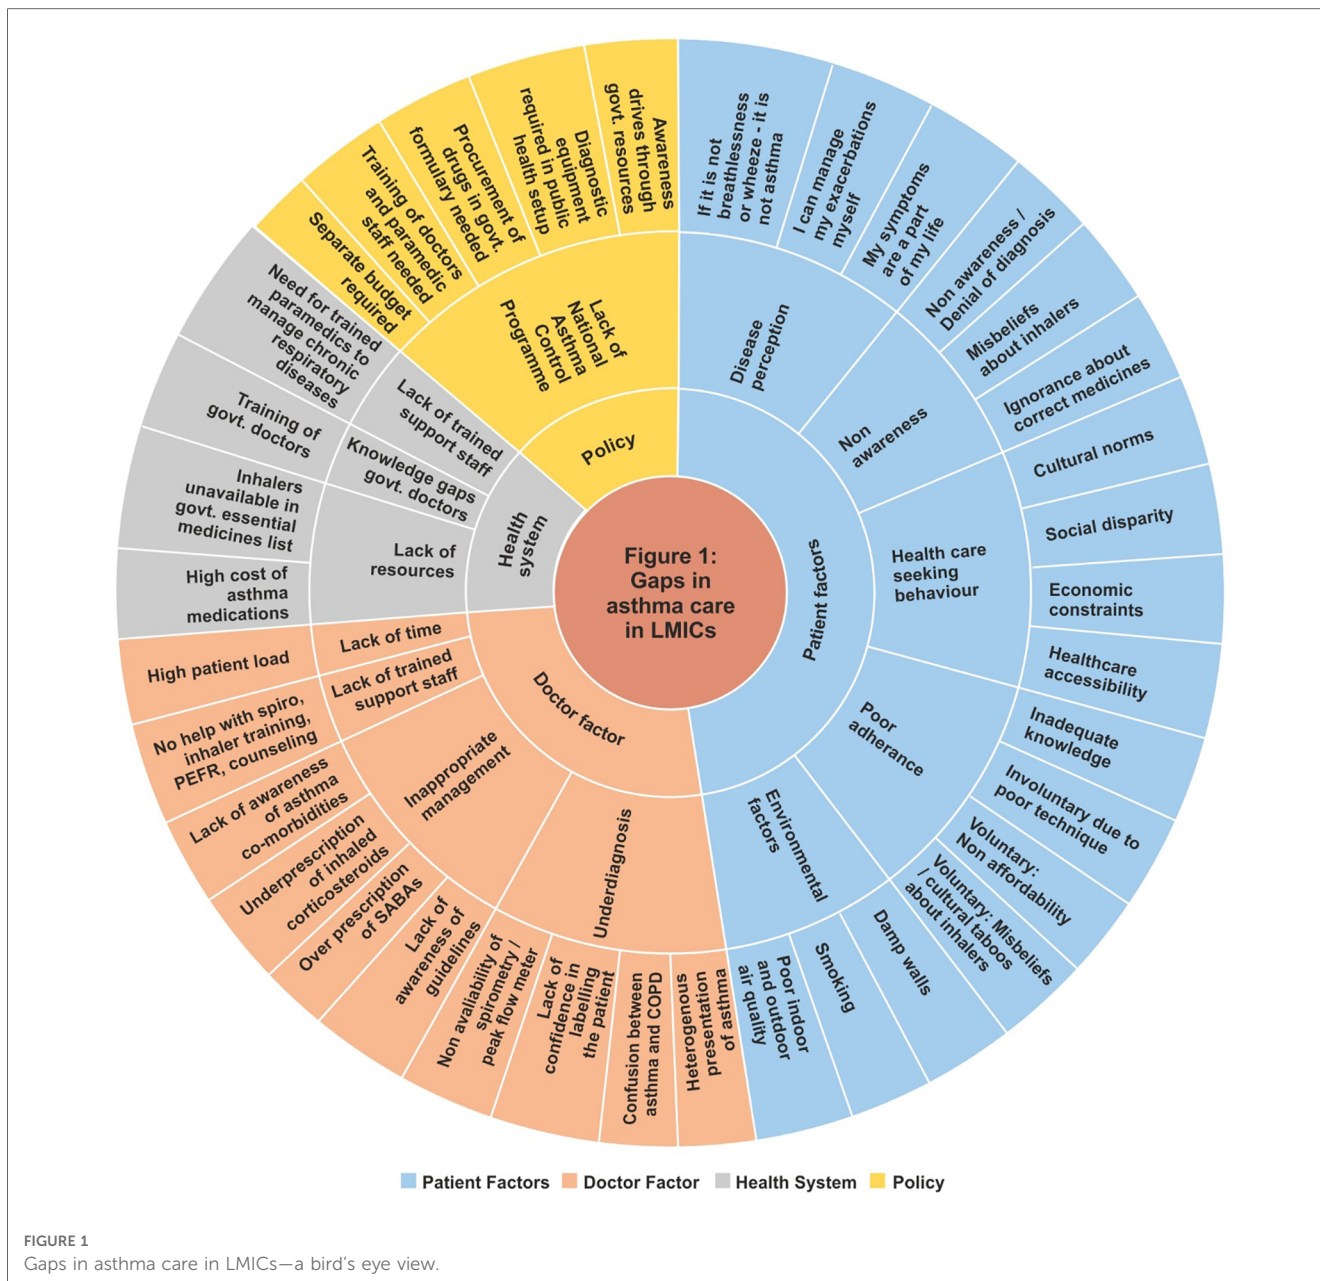 Figure 1:
Gaps in
asthma care
in LMICs
Patient factors
Disease
perception
If it is not
breathlessness
or wheeze - it is
not asthma
I can manage
my exacerbations
myself
My symptoms
are a part
of my life
Non
awareness
Non awareness /
Denial of diagnosis
Misbeliefs
about inhalers
Ignorance about
correct medicines
Health care
seeking
behaviour
Cultural norms
Social disparity
Economic
constraints
Healthcare
accessibility
Poor
adherance
Inadequate
knowledge
Involuntary due to
poor technique
Voluntary:
Non affordability
Voluntary: Misbeliefs
/ cultural taboos
about inhalers
Environmental
factors
Damp walls
Smoking
Poor indoor
and outdoor
air quality
Doctor factor
Underdiagnosis
Heterogenous
presentation
of asthma
Confusion between
asthma and COPD
Lack of
confidence in
labelling
the patient
Non avaliability of
spirometry /
peak flow meter
Inappropriate
management
Lack of
awareness of
guidelines
Over prescription
of SABAs
Underprescription
of inhaled
corticosteroids
Lack of awareness
of asthma
co-morbidities
Lack of trained
support staff
No help with spiro,
inhaler training,
PEFR, counseling
Lack of time
High patient load
Health
system
Lack of
resources
High cost of
asthma
medications
Inhalers
unavailable in
govt. essential
medicines list
Knowledge gaps
govt. doctors
Training of
govt. doctors
Lack of trained
support staff
Need for trained
paramedics to
manage chronic
respiratory
diseases
Policy
Lack of
National
Asthma
Control
Programme
Separate budget
required
Training of doctors
and paramedic
staff needed
Procurement of
drugs in govt.
formulary needed
Diagnostic
equipment
required in public
health setup
Awareness
drives through
govt. resources
Patient Factors
Doctor Factor
Health System
Policy
FIGURE 1
Gaps in asthma care in LMICs—a bird's eye view.